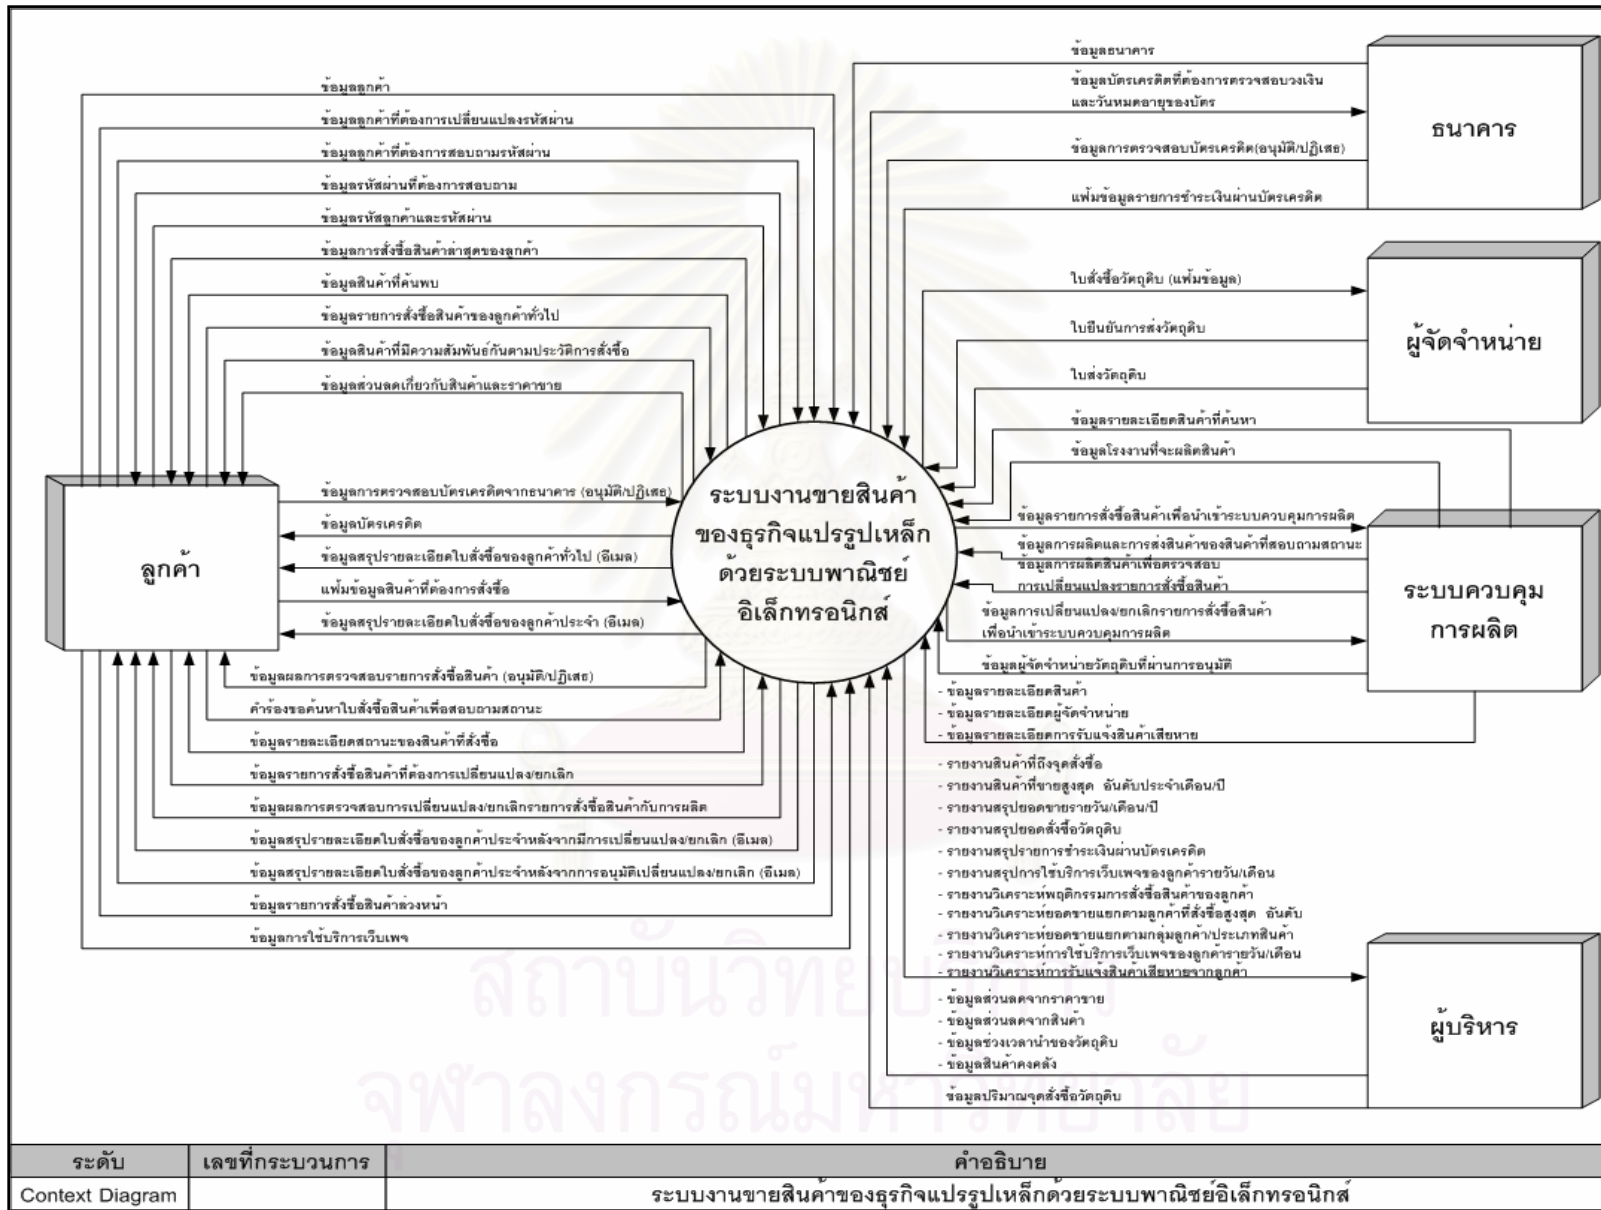 ข้อมูลลูกค้า
ข้อมูลลูกค้าที่ต้องการเปลี่ยนแปลงรหัสผ่าน
ข้อมูลลูกค้าที่ต้องการสอบถามรหัสผ่าน
ข้อมูลรหัสผ่านที่ต้องการสอบถาม
ข้อมูลรหัสลูกค้าและรหัสผ่าน
ข้อมูลการสั่งซื้อสินค้าล่าสุดของลูกค้า
ข้อมูลสินค้าที่ค้นพบ
ข้อมูลรายการสั่งซื้อสินค้าของลูกค้าทั่วไป
ข้อมูลสินค้าที่มีความสัมพันธ์กันตามประวัติการสั่งซื้อ
ข้อมูลส่วนลดเกี่ยวกับสินค้าและราคาขาย
ลูกค้า
ข้อมูลการตรวจสอบบัตรเครดิตจากธนาคาร (อนุมัติ/ปฏิเสธ)
ข้อมูลบัตรเครดิต
ข้อมูลสรุปรายละเอียดใบสั่งซื้อของลูกค้าทั่วไป (อีเมล)
แฟ้มข้อมูลสินค้าที่ต้องการสั่งซื้อ
ข้อมูลสรุปรายละเอียดใบสั่งซื้อของลูกค้าประจำ (อีเมล)
ข้อมูลผลการตรวจสอบรายการสั่งซื้อสินค้า (อนุมัติ/ปฏิเสธ)
คำร้องขอค้นหาใบสั่งซื้อสินค้าเพื่อสอบถามสถานะ
ข้อมูลรายละเอียดสถานะของสินค้าที่สั่งซื้อ
ข้อมูลรายการสั่งซื้อสินค้าที่ต้องการเปลี่ยนแปลง/ยกเลิก
ข้อมูลผลการตรวจสอบการเปลี่ยนแปลง/ยกเลิกรายการสั่งซื้อสินค้ากับการผลิต
ข้อมูลสรุปรายละเอียดใบสั่งซื้อของลูกค้าประจำหลังจากมีการเปลี่ยนแปลง/ยกเลิก (อีเมล)
ข้อมูลสรุปรายละเอียดใบสั่งซื้อของลูกค้าประจำหลังจากการอนุมัติเปลี่ยนแปลง/ยกเลิก (อีเมล)
ข้อมูลรายการสั่งซื้อสินค้าล่วงหน้า
ข้อมูลการใช้บริการเว็บเพจ
ระบบงานขายสินค้า
ของธุรกิจแปรรูปเหล็ก
ด้วยระบบพาณิชย์
อิเล็กทรอนิกส์
ข้อมูลธนาคาร
ข้อมูลบัตรเครดิตที่ต้องการตรวจสอบวงเงิน
และวันหมดอายุของบัตร
ข้อมูลการตรวจสอบบัตรเครดิต(อนุมัติ/ปฏิเสธ)
แฟ้มข้อมูลรายการชำระเงินผ่านบัตรเครดิต
ธนาคาร
ใบสั่งซื้อวัตถุดิบ (แฟ้มข้อมูล)
ใบยืนยันการส่งวัตถุดิบ
ใบส่งวัตถุดิบ
ผู้จัดจำหน่าย
ข้อมูลรายละเอียดสินค้าที่ค้นหา
ข้อมูลโรงงานที่จะผลิตสินค้า
ข้อมูลรายการสั่งซื้อสินค้าเพื่อนำเข้าระบบควบคุมการผลิต
ข้อมูลการผลิตและการส่งสินค้าของสินค้าที่สอบถามสถานะ
ข้อมูลการผลิตสินค้าเพื่อตรวจสอบ
การเปลี่ยนแปลงรายการสั่งซื้อสินค้า
ข้อมูลการเปลี่ยนแปลง/ยกเลิกรายการสั่งซื้อสินค้า
เพื่อนำเข้าระบบควบคุมการผลิต
ข้อมูลผู้จัดจำหน่ายวัตถุดิบที่ผ่านการอนุมัติ
ระบบควบคุม
การผลิต
- ข้อมูลรายละเอียดสินค้า
- ข้อมูลรายละเอียดผู้จัดจำหน่าย
- ข้อมูลรายละเอียดการรับแจ้งสินค้าเสียหาย
- รายงานสินค้าที่ถึงจุดสั่งซื้อ
- รายงานสินค้าที่ขายสูงสุด อันดับประจำเดือน/ปี
- รายงานสรุปยอดขายรายวัน/เดือน/ปี
- รายงานสรุปยอดสั่งซื้อวัตถุดิบ
- รายงานสรุปรายการชำระเงินผ่านบัตรเครดิต
- รายงานสรุปการใช้บริการเว็บเพจของลูกค้ารายวัน/เดือน
- รายงานวิเคราะห์พฤติกรรมการสั่งซื้อสินค้าของลูกค้า
- รายงานวิเคราะห์ยอดขายแยกตามลูกค้าที่สั่งซื้อสูงสุด อันดับ
- รายงานวิเคราะห์ยอดขายแยกตามกลุ่มลูกค้า/ประเภทสินค้า
- รายงานวิเคราะห์การใช้บริการเว็บเพจของลูกค้ารายวัน/เดือน
- รายงานวิเคราะห์การรับแจ้งสินค้าเสียหายจากลูกค้า
- ข้อมูลส่วนลดจากราคาขาย
- ข้อมูลส่วนลดจากสินค้า
- ข้อมูลช่วงเวลานำของวัตถุดิบ
- ข้อมูลสินค้าคงคลัง
ข้อมูลปริมาณจุดสั่งซื้อวัตถุดิบ
ผู้บริหาร
สถาบันวิทยบริการ
จุฬาลงกรณ์มหาวิทยาลัย
ระดับ เลขที่กระบวนการ คำอธิบาย
Context Diagram ระบบงานขายสินค้าของธุรกิจแปรรูปเหล็กด้วยระบบพาณิชย์อิเล็กทรอนิกส์